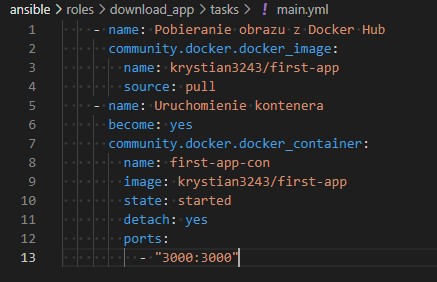 ansible > roles > download_app > tasks > ! main.yml
1 - name: Pobieranie obrazu z Docker Hub
2 community.docker.docker_image:
3 name: krystian3243/first-app
4 source: pull
5 - name: Uruchomienie kontenera
6 become: yes
7 community.docker.docker_container:
8 name: first-app-con
9 image: krystian3243/first-app
10 state: started
11 detach: yes
12 ports:
13 - "3000:3000"